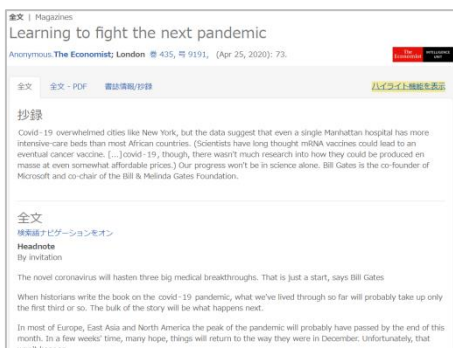 全文 | Magazines
Learning to fight the next pandemic
Anonymous.The Economist; London 巻 435, 号 9191, (Apr 25, 2020): 73.
The Economist INTELLIGENCE UNIT
全文 全文 - PDF 書誌情報/抄録 ハイライト機能を表示
抄録
Covid-19 overwhelmed cities like New York, but the data suggest that even a single Manhattan hospital has more
intensive-care beds than most African countries. (Scientists have long thought mRNA vaccines could lead to an
eventual cancer vaccine. [...]covid-19, though, there wasn't much research into how they could be produced en
masse at even somewhat affordable prices.) Our progress won't be in science alone. Bill Gates is the co-founder of
Microsoft and co-chair of the Bill & Melinda Gates Foundation.
全文
検索語ナビゲーションをオン
Headnote
By invitation
The novel coronavirus will hasten three big medical breakthroughs. That is just a start, says Bill Gates
When historians write the book on the covid-19 pandemic, what we've lived through so far will probably take up only
the first third or so. The bulk of the story will be what happens next.
In most of Europe, East Asia and North America the peak of the pandemic will probably have passed by the end of this
month. In a few weeks' time, many hope, things will return to the way they were in December. Unfortunately, that